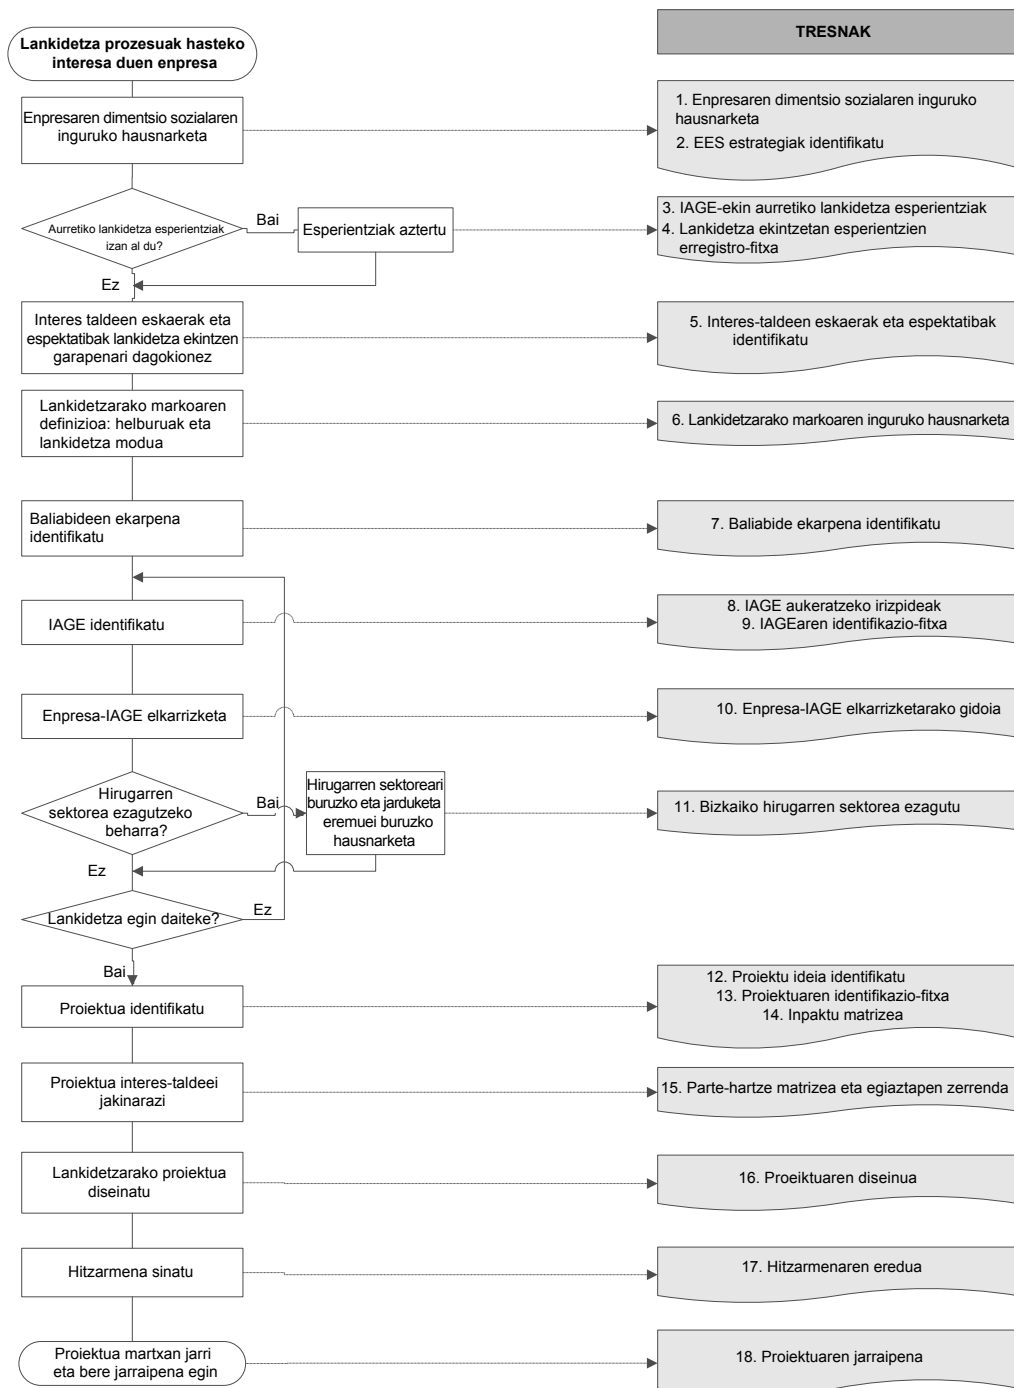 Lankidetza prozesuak hasteko
interesa duen enpresa
TRESNAK
Enpresaren dimentsio sozialaren
inguruko hausnarketa
1. Enpresaren dimentsio sozialaren inguruko
hausnarketa
2. EES estrategiak identifikatu
Aurretiko lankidetza esperientziak
izan al du?
Bai
Esperientziak aztertu
3. IAGE-ekin aurretiko lankidetza esperientziak
4. Lankidetza ekintzetan esperientzien
erregistro-fitxa
Ez
Interes taldeen eskaerak eta
espektatibak lankidetza ekintzen
garapenari dagokionez
5. Interes-taldeen eskaerak eta espektatibak
identifikatu
Lankidetzarako markoaren
definizioa: helburuak eta
lankidetza modua
6. Lankidetzarako markoaren inguruko hausnarketa
Baliabideen ekarpena
identifikatu
7. Baliabide ekarpena identifikatu
IAGE identifikatu
8. IAGE aukeratzeko irizpideak
9. IAGEaren identifikazio-fitxa
Enpresa-IAGE elkarrizketa
10. Enpresa-IAGE elkarrizketarako gidoia
Hirugarren
sektorea ezagutzeko
beharra?
Bai
Hirugarren sektoreari
buruzko eta jarduketa
eremuei buruzko
hausnarketa
11. Bizkaiko hirugarren sektorea ezagutu
Ez
Lankidetza egin daiteke?
Ez
Bai
Proiektua identifikatu
12. Proiektu ideia identifikatu
13. Proiektuaren identifikazio-fitxa
14. Inpaktu matrizea
Proiektua interes-taldeei
jakinarazi
15. Parte-hartze matrizea eta egiaztapen zerrenda
Lankidetzarako proiektua
diseinatu
16. Proeiktuaren diseinua
Hitzarmena sinatu
17. Hitzarmenaren eredua
Proiektua martxan jarri
eta bere jarraipena egin
18. Proiektuaren jarraipena